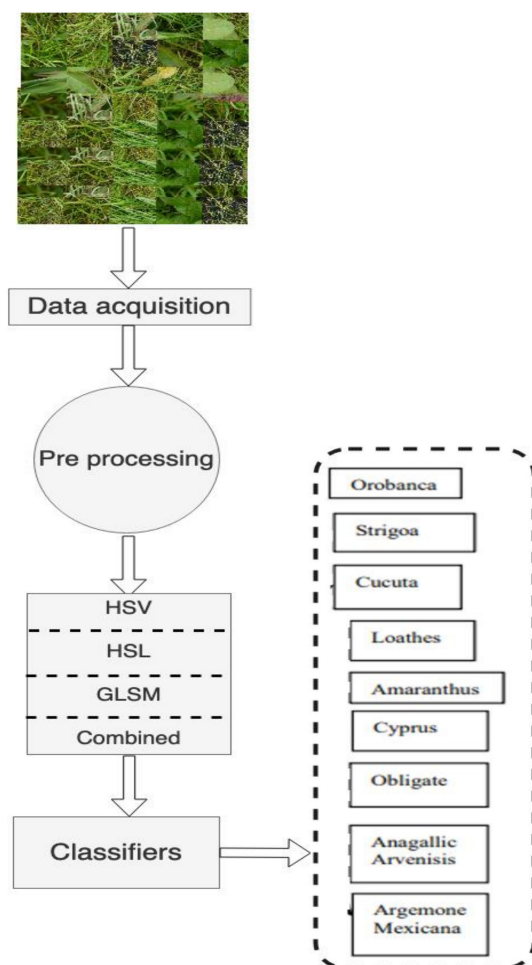 Data acquisition
Pre processing
HSV
HSL
GLSM
Combined
Classifiers
Orobanca
Strigoa
Cucuta
Loathes
Amaranthus
Cyprus
Obligate
Anagallic
Arvenisis
Argemone
Mexicana